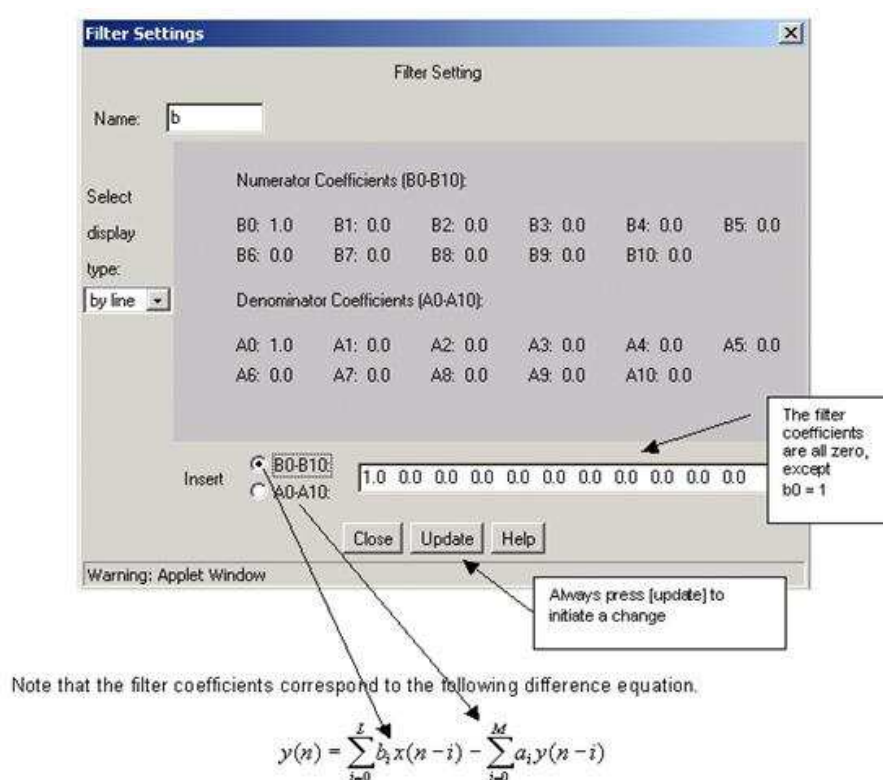 Filter Settings
Filter Setting
Name: b
Select
display
type:
by line
Numerator Coefficients (B0-B10):
B0: 1.0 B1: 0.0 B2: 0.0 B3: 0.0 B4: 0.0 B5: 0.0
B6: 0.0 B7: 0.0 B8: 0.0 B9: 0.0 B10: 0.0
Denominator Coefficients (A0-A10):
A0: 1.0 A1: 0.0 A2: 0.0 A3: 0.0 A4: 0.0 A5: 0.0
A6: 0.0 A7: 0.0 A8: 0.0 A9: 0.0 A10: 0.0
The filter
coefficients
are all zero,
except
b0 = 1
Insert
B0-B10:
A0-A10:
1.0 0.0 0.0 0.0 0.0 0.0 0.0 0.0 0.0 0.0 0.0
Close Update Help
Warning: Applet Window
Always press [update] to
initiate a change
Note that the filter coefficients correspond to the following difference equation.
y(n) = \sum_{i=0}^{L} b_i x(n-i) - \sum_{i=0}^{M} a_i y(n-i)